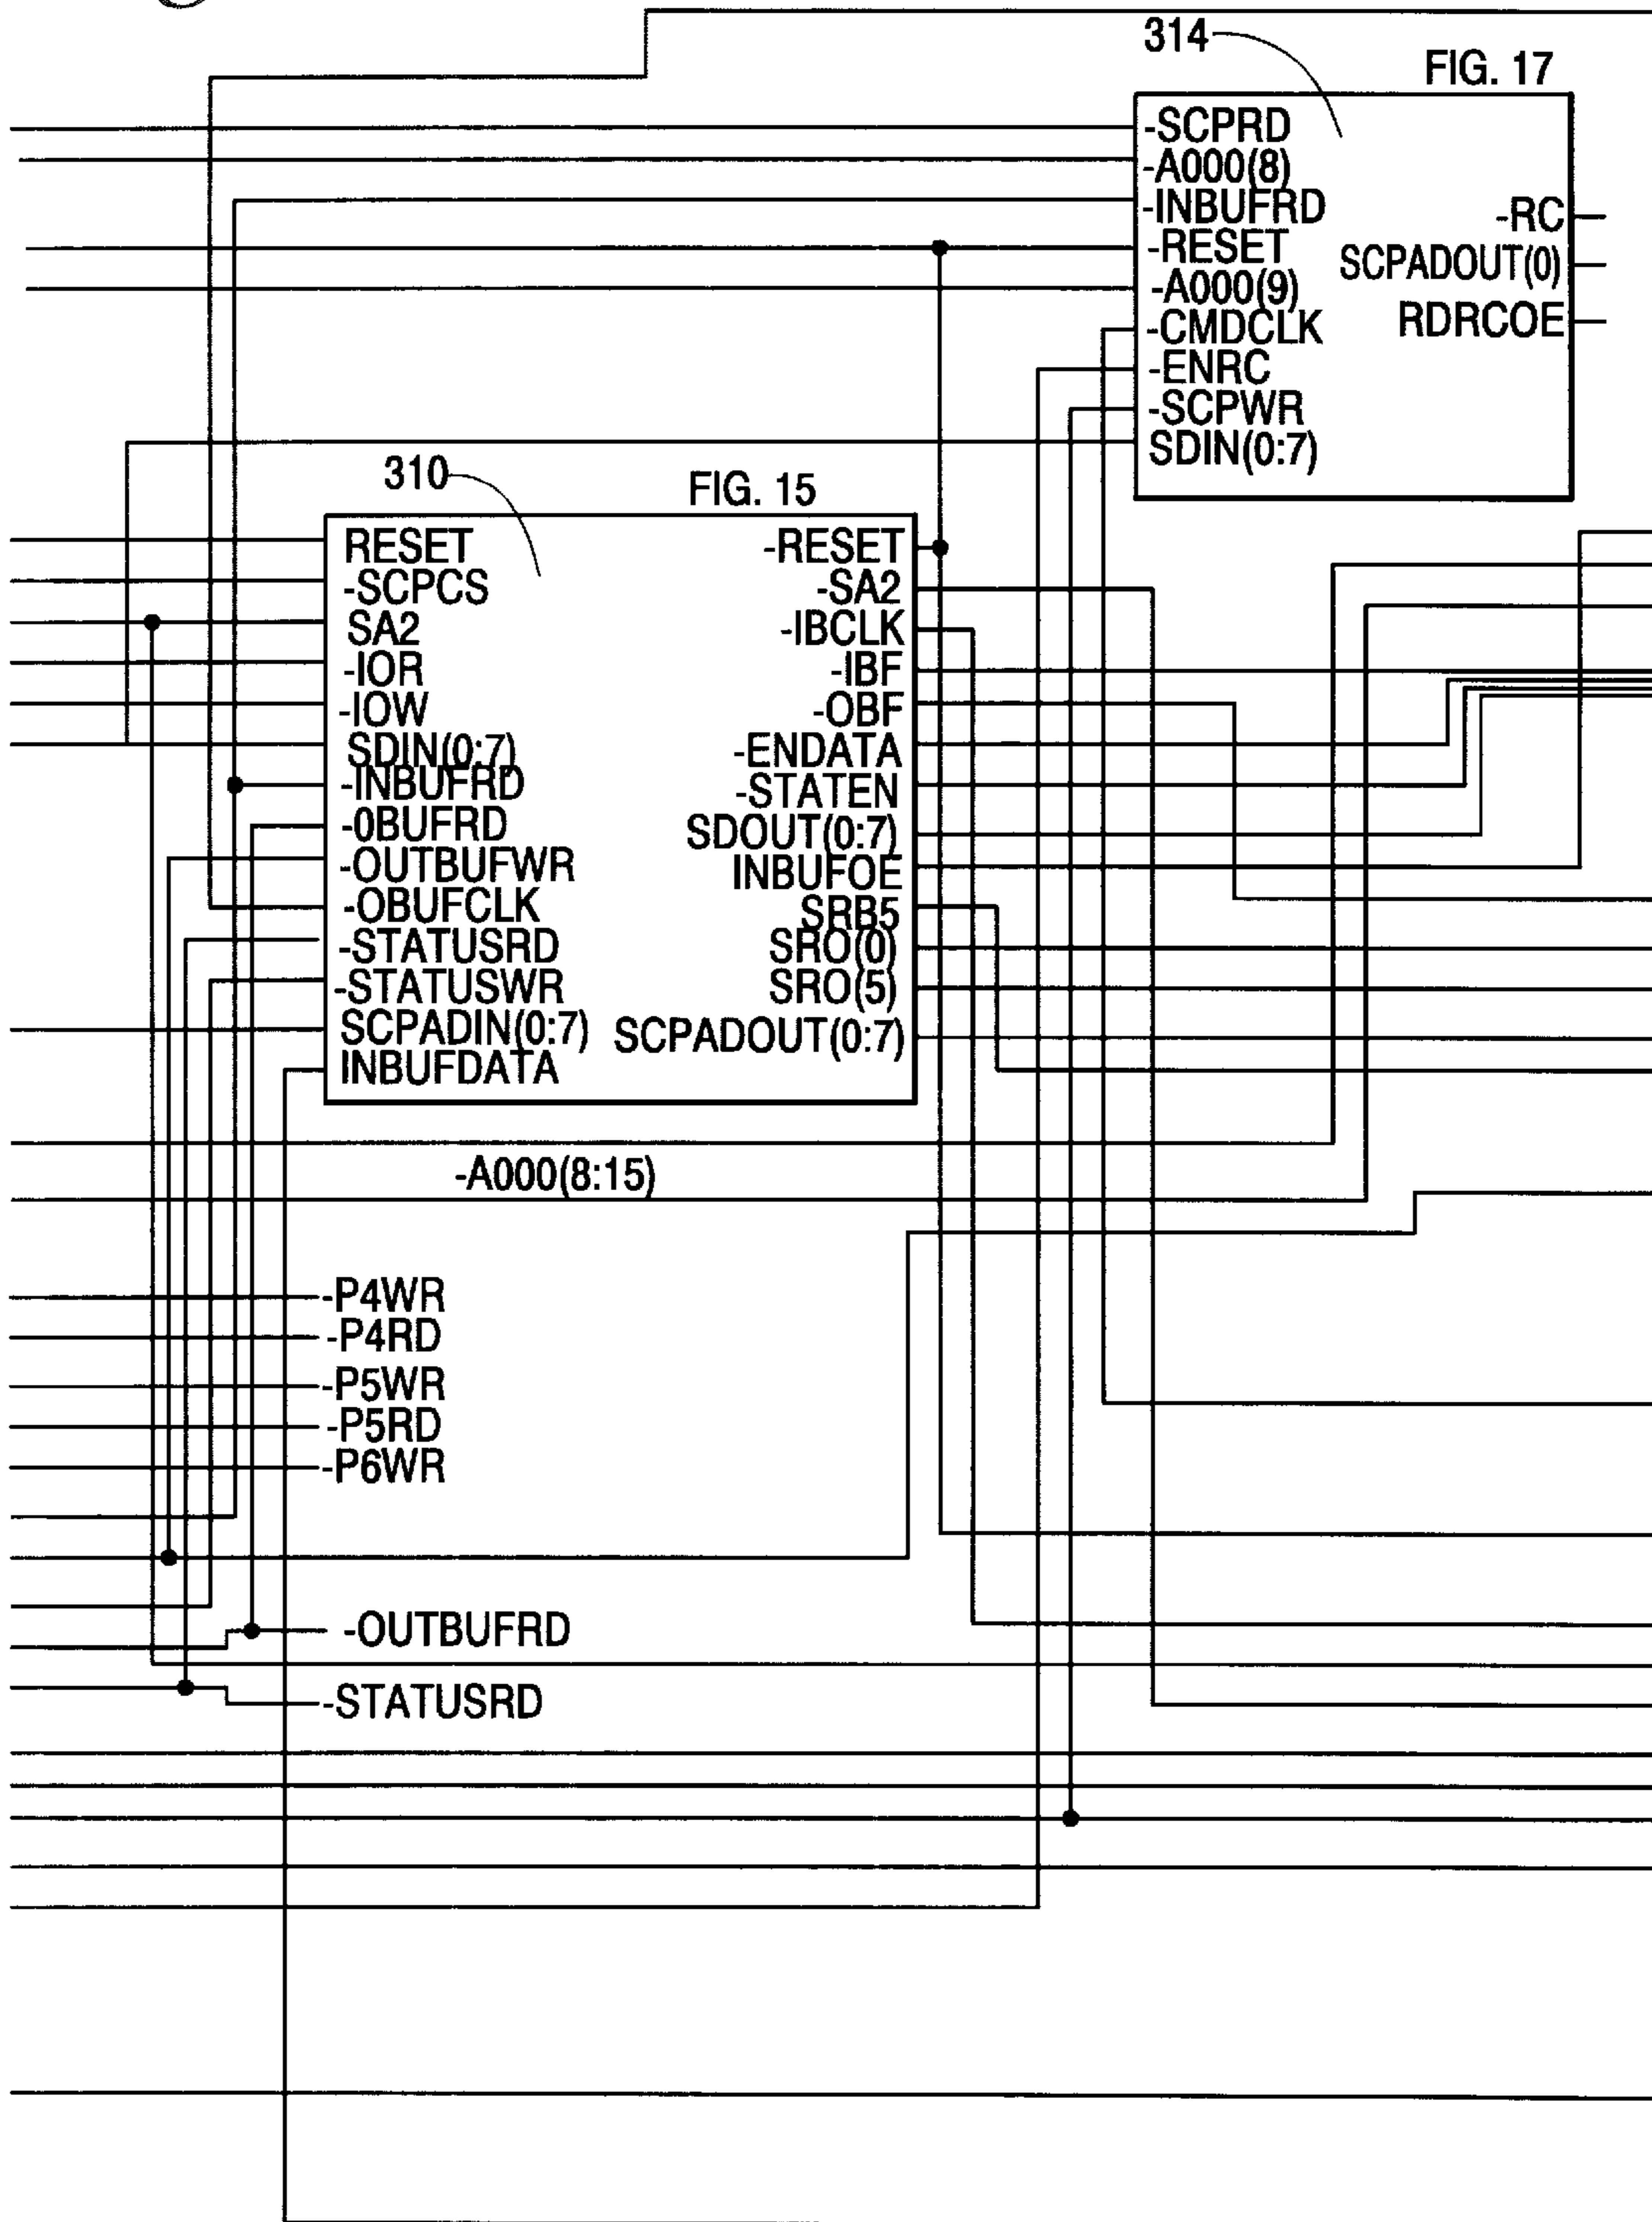 314
FIG. 17
-SCPRD
-A000(8)
-INBUFRD
-RESET
-A000(9)
-CMDCLK
-ENRC
-SCPWR
SDIN(0:7)
-RC
SCPADOUT(0)
RDRCOE
310
FIG. 15
RESET
-SCPCS
SA2
-IOR
-IOW
SDIN(0:7)
-INBUFRD
-0BUFRD
-OUTBUFWR
-OBUFCLK
-STATUSRD
-STATUSWR
SCPADIN(0:7)
INBUFDATA
-RESET
-SA2
-IBCLK
-IBF
-OBF
-ENDATA
-STATEN
SDOUT(0:7)
INBUFOE
SRB5
SRO(0)
SRO(5)
SCPADOUT(0:7)
-A000(8:15)
-P4WR
-P4RD
-P5WR
-P5RD
-P6WR
-OUTBUFRD
-STATUSRD